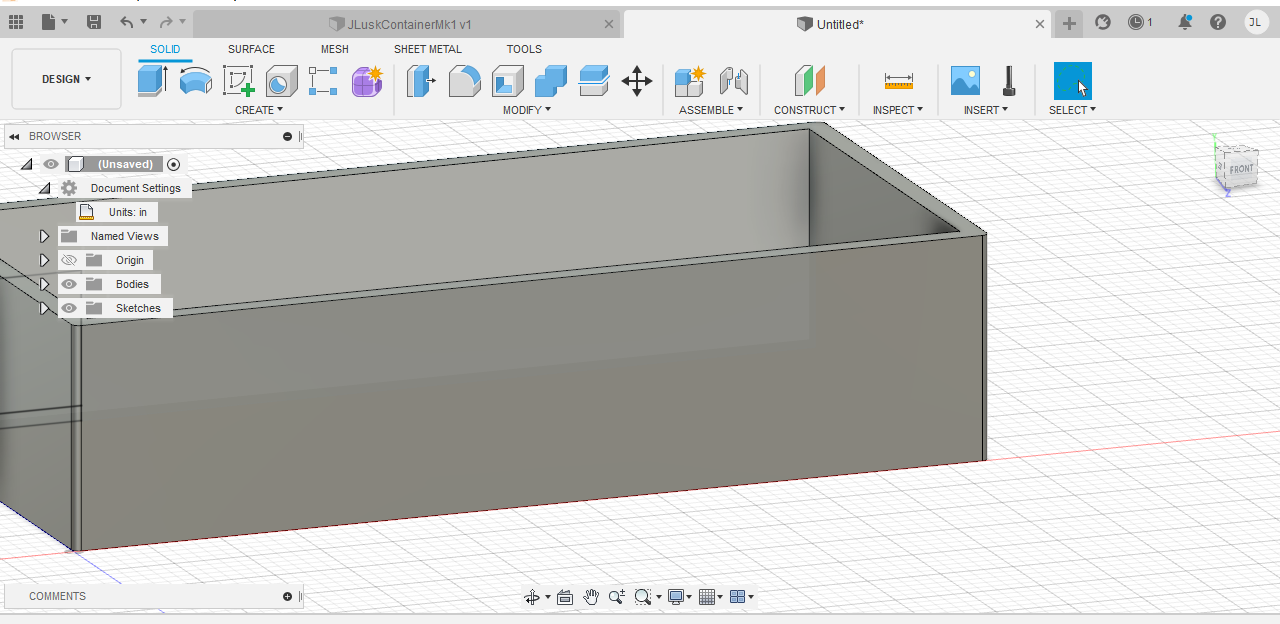 JLuskContainerMk1 v1
Untitled*
1
JL
DESIGN
SOLID SURFACE MESH SHEET METAL TOOLS
CREATE MODIFY ASSEMBLE CONSTRUCT INSPECT INSERT SELECT
BROWSER
(Unsaved)
Document Settings
Units: in
Named Views
Origin
Bodies
Sketches
FRONT
Z
COMMENTS